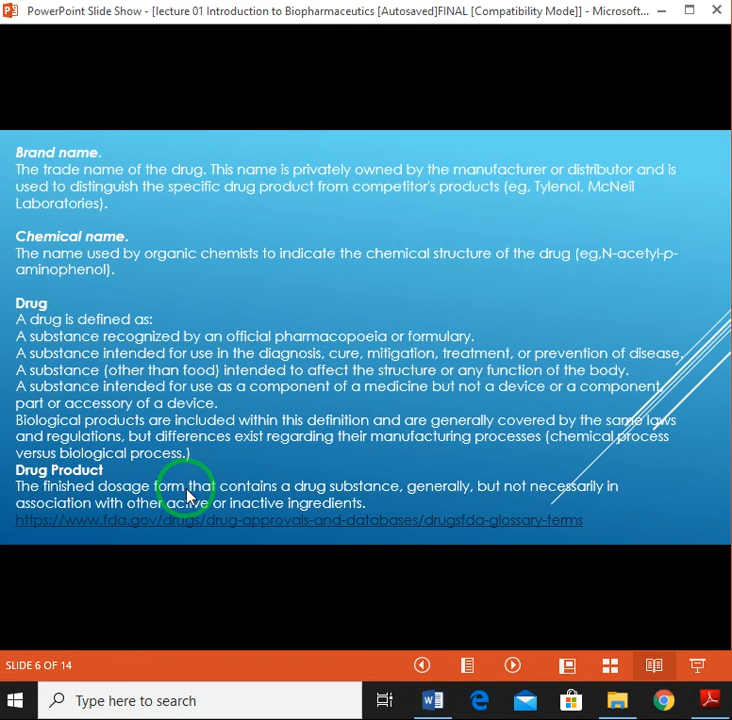 PowerPoint Slide Show - [lecture 01 Introduction to Biopharmaceutics [Autosaved]FINAL [Compatibility Mode]] - Microsoft...
Brand name.
The trade name of the drug. This name is privately owned by the manufacturer or distributor and is
used to distinguish the specific drug product from competitor's products (eg, Tylenol, McNeil
Laboratories).
Chemical name.
The name used by organic chemists to indicate the chemical structure of the drug (eg,N-acetyl-p-
aminophenol).
Drug
A drug is defined as:
A substance recognized by an official pharmacopoeia or formulary.
A substance intended for use in the diagnosis, cure, mitigation, treatment, or prevention of disease.
A substance (other than food) intended to affect the structure or any function of the body.
A substance intended for use as a component of a medicine but not a device or a component,
part or accessory of a device.
Biological products are included within this definition and are generally covered by the same laws
and regulations, but differences exist regarding their manufacturing processes (chemical process
versus biological process.)
Drug Product
The finished dosage form that contains a drug substance, generally, but not necessarily in
association with other active or inactive ingredients.
https://www.fda.gov/drugs/drug-approvals-and-databases/drugsfda-glossary-terms
SLIDE 6 OF 14
Type here to search